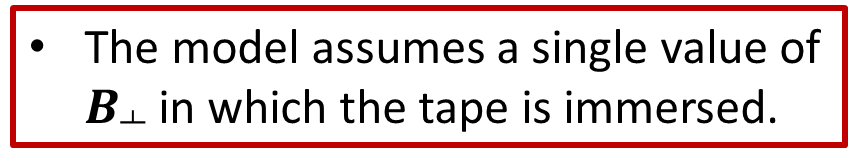 • The model assumes a single value of
B⊥ in which the tape is immersed.